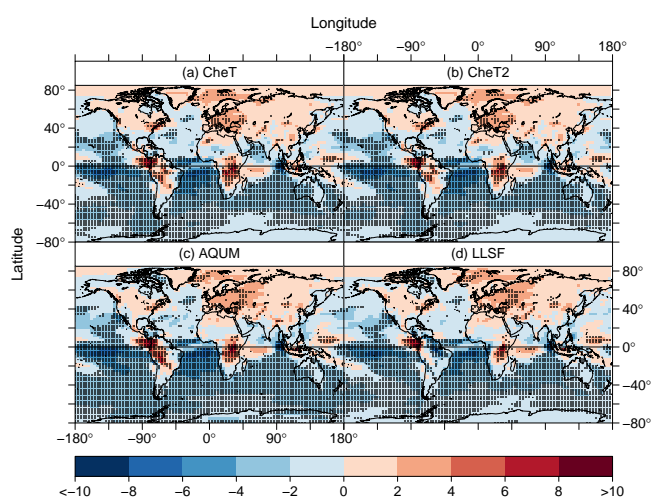 Longitude
−180° −90° 0° 90° 180°
(a) CheT
(b) CheT2
80°
40°
0°
−40°
−80°
Latitude
(c) AQUM
(d) LLSF
80°
40°
0°
−40°
−80°
−180° −90° 0° 90° 180°
<−10 −8 −6 −4 −2 0 2 4 6 8 >10